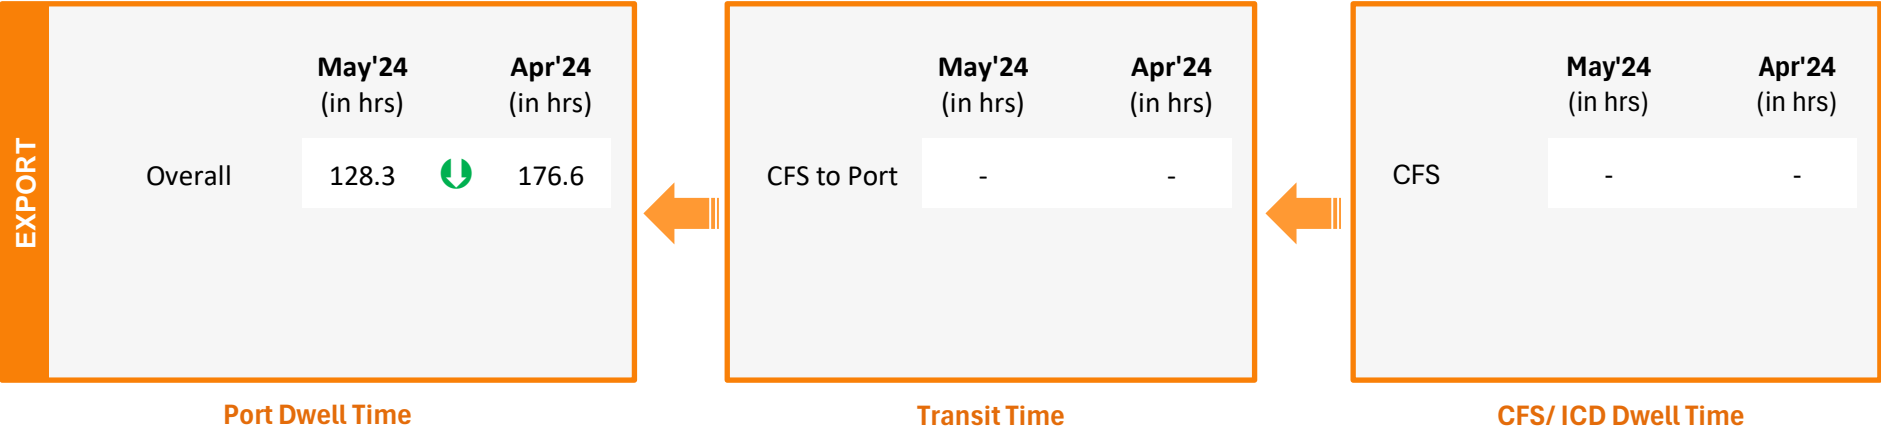 EXPORT
May'24 Apr'24
(in hrs) (in hrs)
Overall 128.3 176.6
Port Dwell Time
May'24 Apr'24
(in hrs) (in hrs)
CFS to Port - -
Transit Time
May'24 Apr'24
(in hrs) (in hrs)
CFS - -
CFS/ ICD Dwell Time